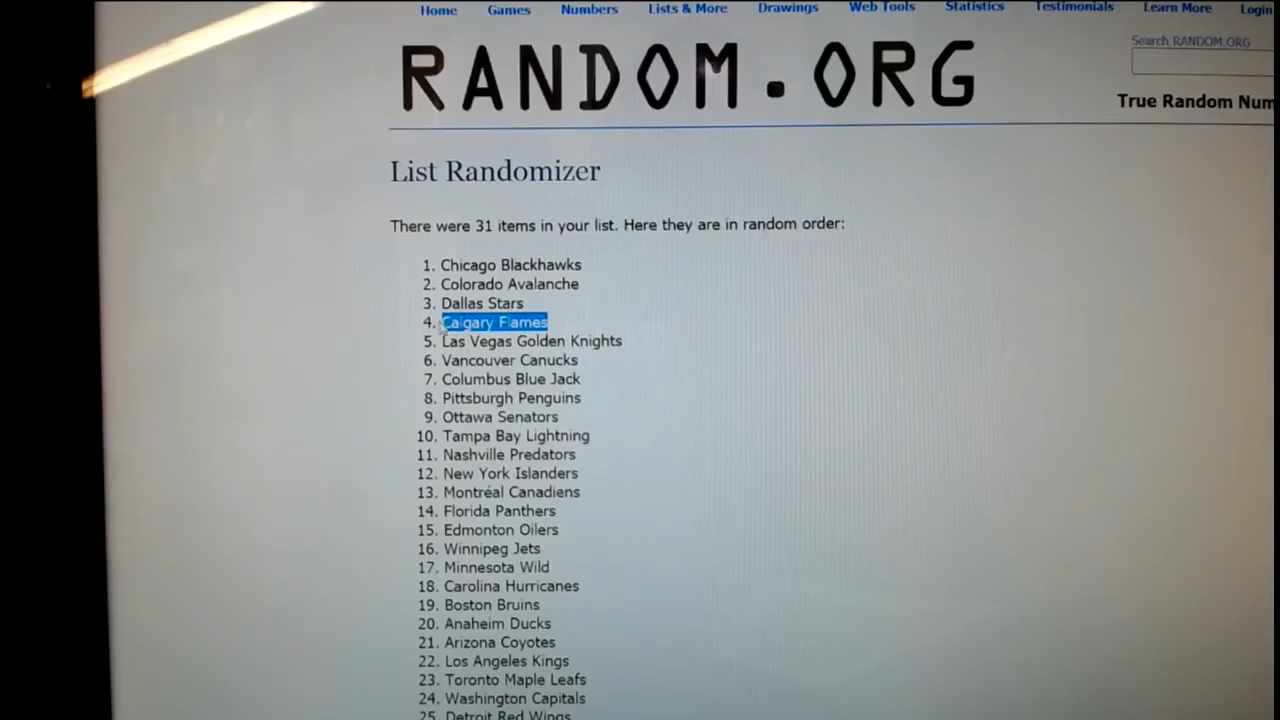 Home Games Numbers Lists & More Drawings Web Tools Statistics Testimonials Learn More Login
RANDOM.ORG
Search RANDOM.ORG
True Random Num
List Randomizer
There were 31 items in your list. Here they are in random order:
1. Chicago Blackhawks
2. Colorado Avalanche
3. Dallas Stars
4. Calgary Flames
5. Las Vegas Golden Knights
6. Vancouver Canucks
7. Columbus Blue Jack
8. Pittsburgh Penguins
9. Ottawa Senators
10. Tampa Bay Lightning
11. Nashville Predators
12. New York Islanders
13. Montréal Canadiens
14. Florida Panthers
15. Edmonton Oilers
16. Winnipeg Jets
17. Minnesota Wild
18. Carolina Hurricanes
19. Boston Bruins
20. Anaheim Ducks
21. Arizona Coyotes
22. Los Angeles Kings
23. Toronto Maple Leafs
24. Washington Capitals
25. Detroit Red Wings